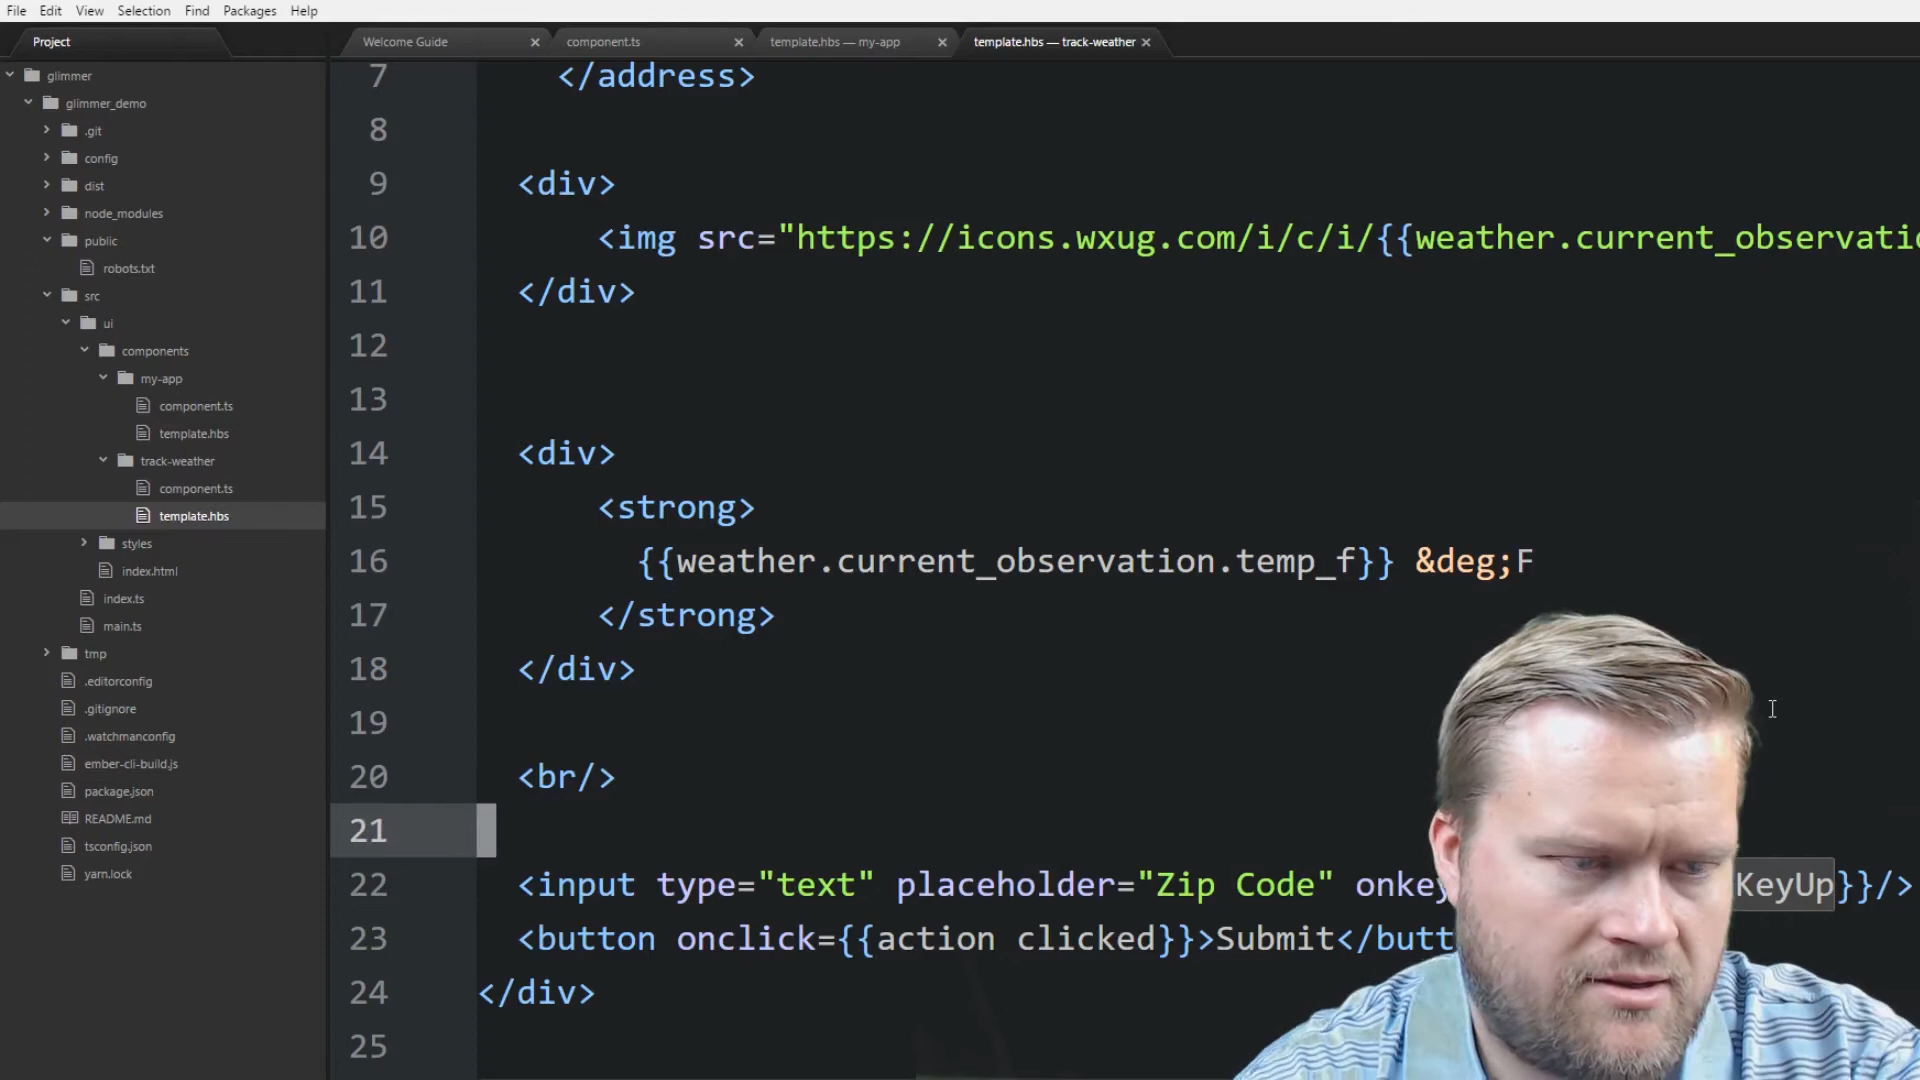 File Edit View Selection Find Packages Help
Project
Welcome Guide
component.ts
template.hbs — my-app
template.hbs — track-weather
glimmer
glimmer_demo
.git
config
dist
node_modules
public
robots.txt
src
ui
components
my-app
component.ts
template.hbs
track-weather
component.ts
template.hbs
styles
index.html
index.ts
main.ts
tmp
.editorconfig
.gitignore
.watchmanconfig
ember-cli-build.js
package.json
README.md
tsconfig.json
yarn.lock
7 </address>
8
9 <div>
10 <img src="https://icons.wxug.com/i/c/i/{{weather.current_observatio
11 </div>
12
13
14 <div>
15 <strong>
16 {{weather.current_observation.temp_f}} &deg;F
17 </strong>
18 </div>
19
20 <br/>
21
22 <input type="text" placeholder="Zip Code" onkey KeyUp}}/>
23 <button onclick={{action clicked}}>Submit</butt
24 </div>
25